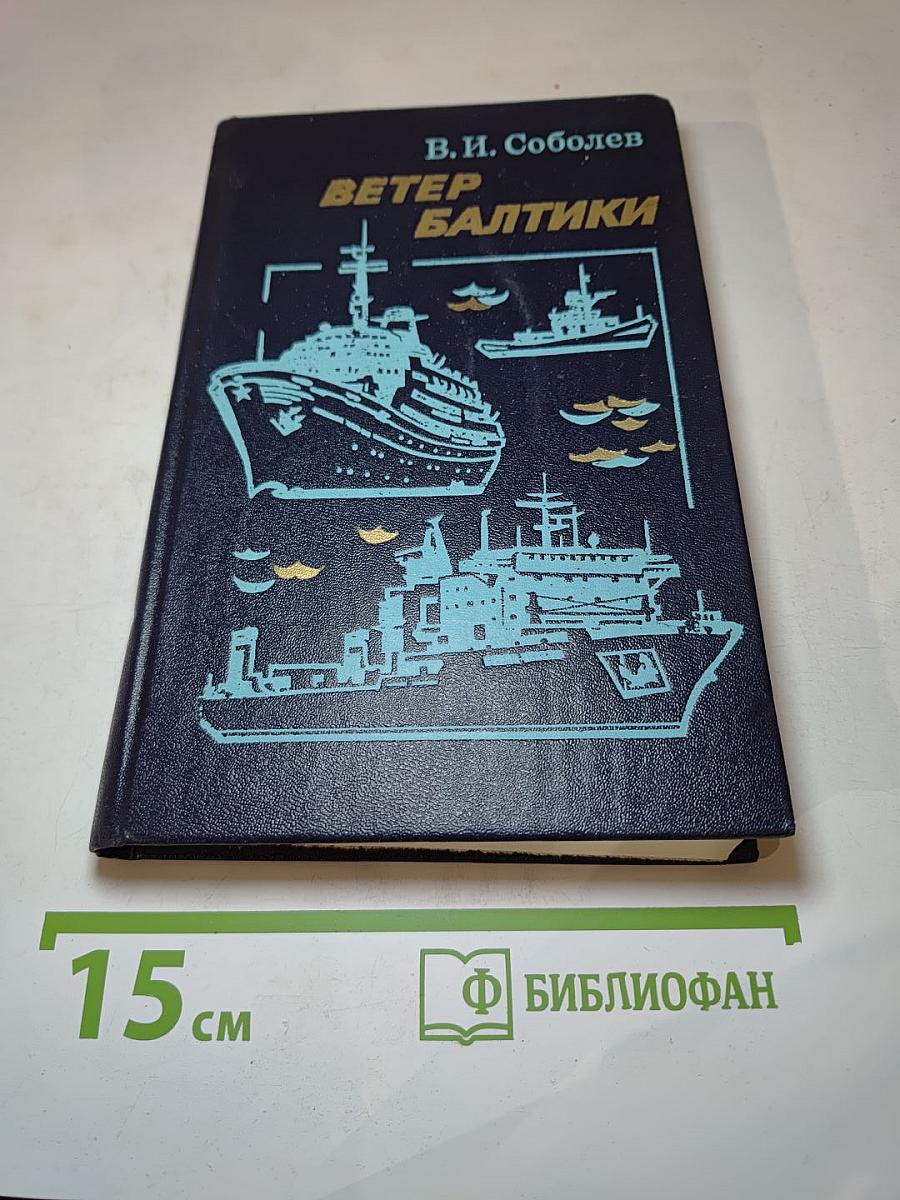 В. И. Соболев
ВЕТЕР
БАЛТИКИ
15 см
Ф БИБЛИОФАН